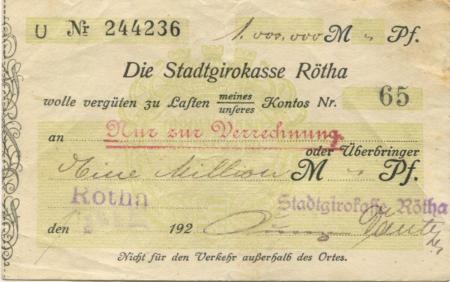 U Nr 244236 1.000.000 M " Pf.
Die Stadtgirokasse Rötha
wolle vergüten zu Lasten meines/unseres Kontos Nr. 65
an Nur zur Verrechnung
oder Überbringer
Eine Million M " Pf.
Rötha Stadtgirokasse Rötha
den 192
Nicht für den Verkehr außerhalb des Ortes.